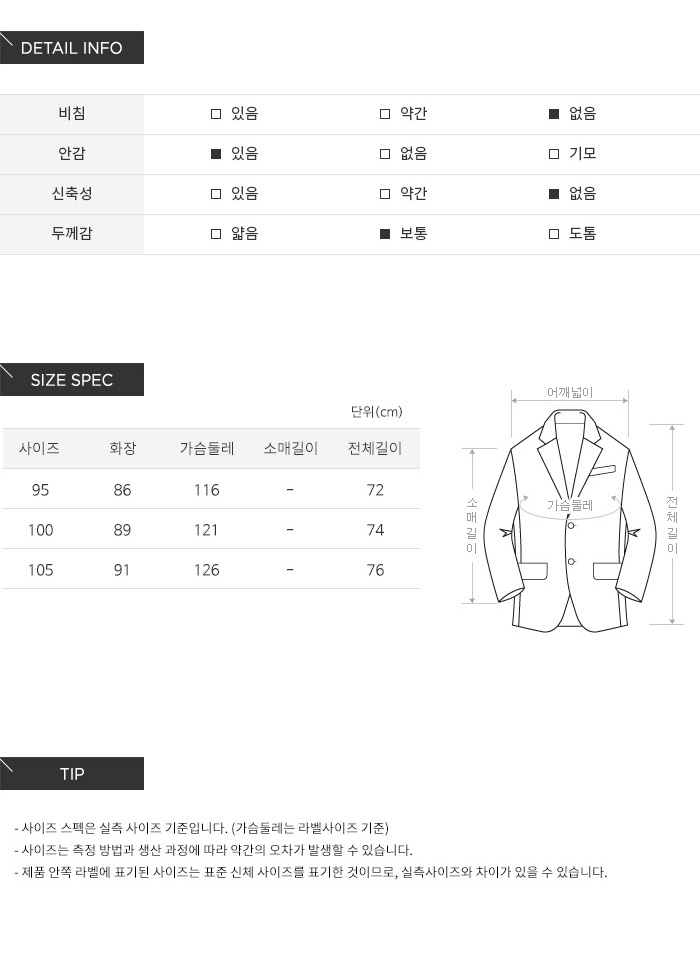 DETAIL INFO
비침 □ 있음 □ 약간 ■ 없음
안감 ■ 있음 □ 없음 □ 기모
신축성 □ 있음 □ 약간 ■ 없음
두께감 □ 얇음 ■ 보통 □ 도톰
SIZE SPEC
단위(cm)
사이즈 화장 가슴둘레 소매길이 전체길이
95 86 116 - 72
100 89 121 - 74
105 91 126 - 76
어깨넓이
소매길이
가슴둘레
전체길이
TIP
- 사이즈 스펙은 실측 사이즈 기준입니다. (가슴둘레는 라벨사이즈 기준)
- 사이즈는 측정 방법과 생산 과정에 따라 약간의 오차가 발생할 수 있습니다.
- 제품 안쪽 라벨에 표기된 사이즈는 표준 신체 사이즈를 표기한 것이므로, 실측사이즈와 차이가 있을 수 있습니다.